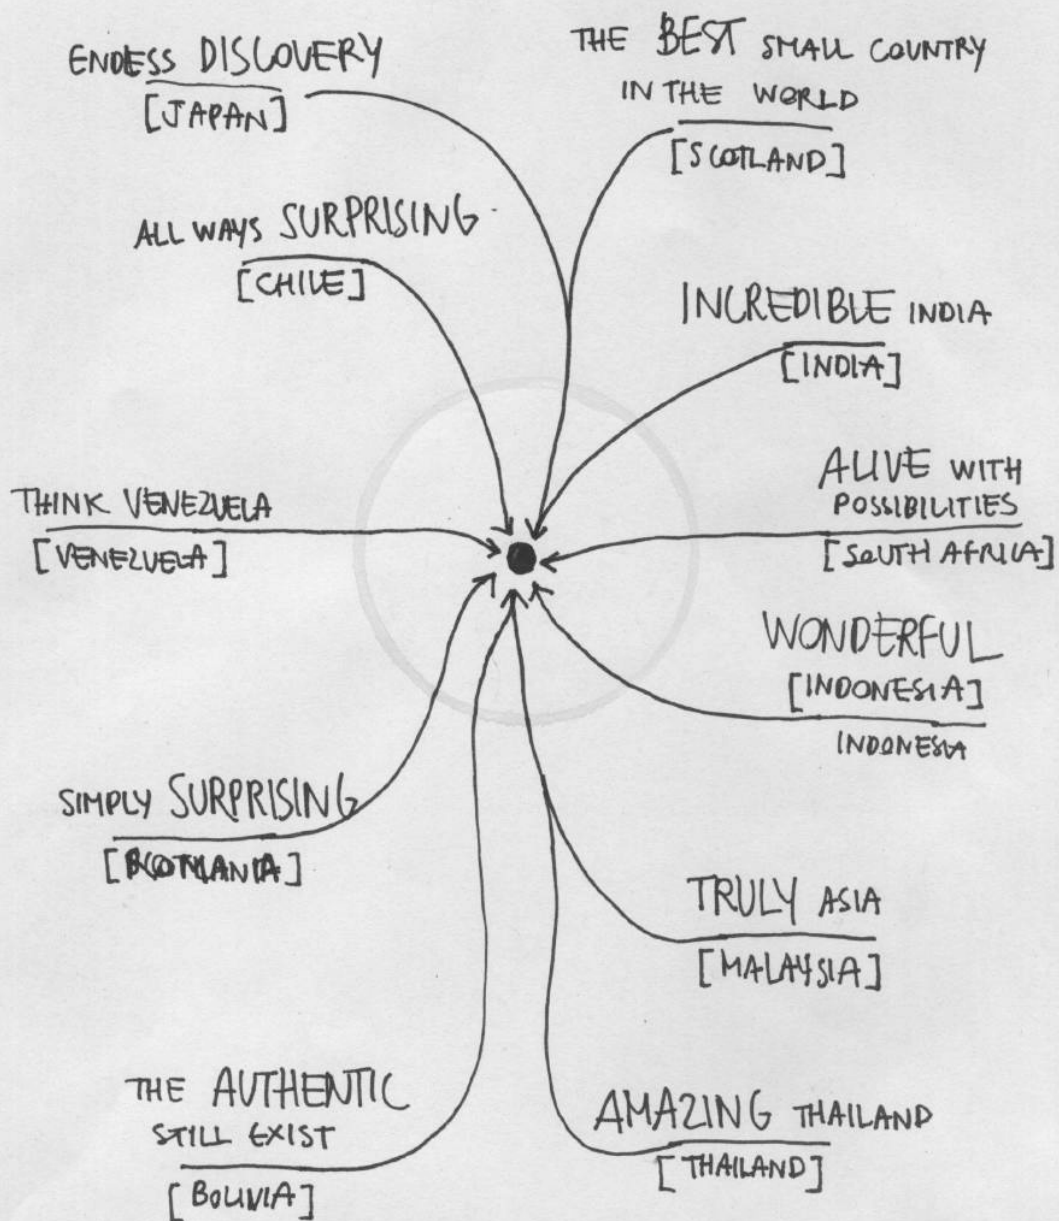 ENDESS DISCOVERY
[JAPAN]
THE BEST SMALL COUNTRY
IN THE WORLD
[SCOTLAND]
ALL WAYS SURPRISING
[CHILE]
INCREDIBLE INDIA
[INDIA]
THINK VENEZUELA
[VENEZUELA]
ALIVE WITH
POSSIBILITIES
[SOUTH AFRICA]
WONDERFUL
[INDONESIA]
INDONESIA
SIMPLY SURPRISING
TRULY ASIA
[MALAYSIA]
THE AUTHENTIC
STILL EXIST
[BOLIVIA]
AMAZING THAILAND
[THAILAND]